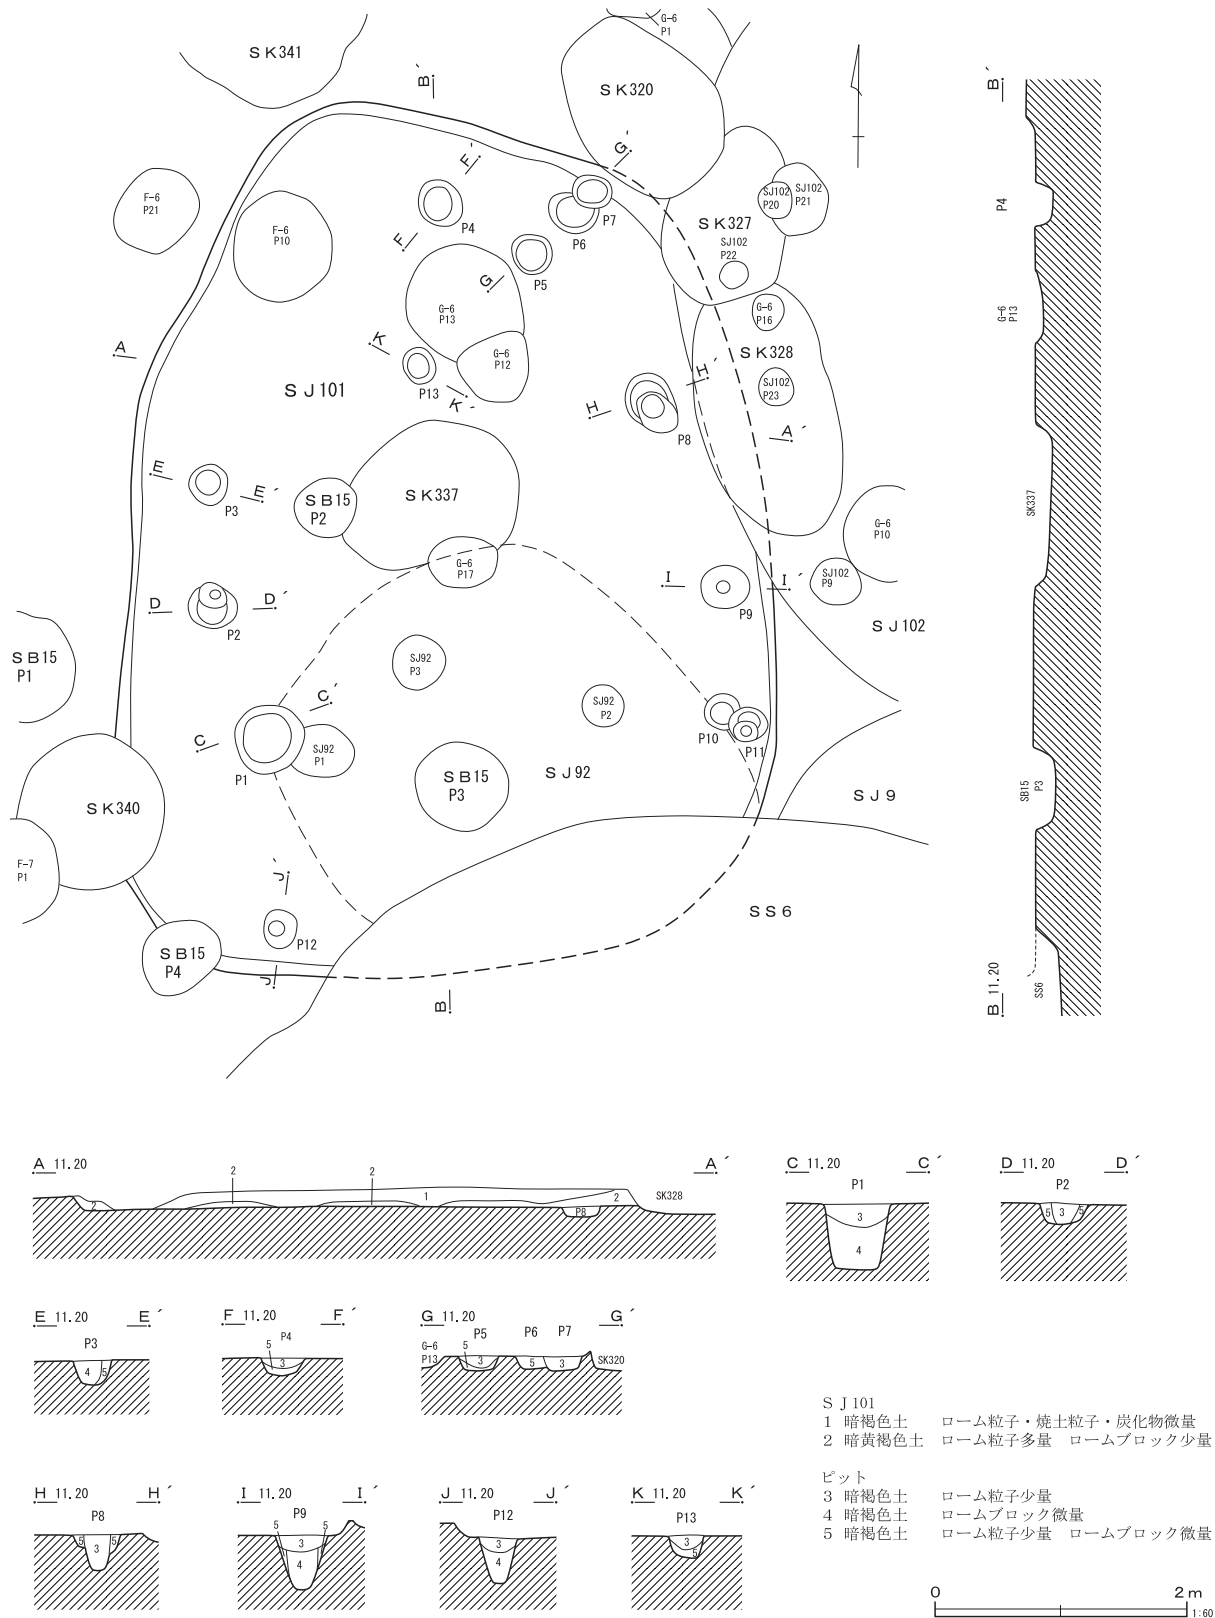 SK341
G-6
P1
SK320
B´
B´
F´
G´
F-6
P21
F-6
P10
P4
F
P7
P6
SJ102
P20
SJ102
P21
SK327
SJ102
P22
P4
G
P5
G-6
P13
G-6
P16
G-6
P13
A
K
G-6
P12
SK328
SJ101
P13
K´
H´
SJ102
P23
H
P8
A´
E
E´
P3
SB15
P2
SK337
SK337
G-6
P10
G-6
P17
I
I´
SJ102
P9
P9
D
D´
P2
SJ102
SB15
P1
SJ92
P3
C´
SJ92
P2
C
P10
P11
P1
SJ92
P1
SB15
P3
SJ92
SJ9
SB15
P3
SK340
F-7
P1
J´
SS6
P12
SB15
P4
J
B
B 11.20
SS6
A 11.20 A´
2 2
1
2
2
SK328
P8
C 11.20 C´
P1
3
4
D 11.20 D´
P2
5 3 5
E 11.20 E´
P3
4 5
F 11.20 F´
P4
5
3
G 11.20 G´
P5 P6 P7
G-6
P13
5
3 5 3
SK320
SJ101
1 暗褐色土 ローム粒子・焼土粒子・炭化物微量
2 暗黄褐色土 ローム粒子多量 ロームブロック少量
ピット
3 暗褐色土 ローム粒子少量
4 暗褐色土 ロームブロック微量
5 暗褐色土 ローム粒子少量 ロームブロック微量
H 11.20 H´
P8
5 3 5
I 11.20 I´
P9
5 5
3
4
J 11.20 J´
P12
3
4
K 11.20 K´
P13
3
5
0 2m
1:60